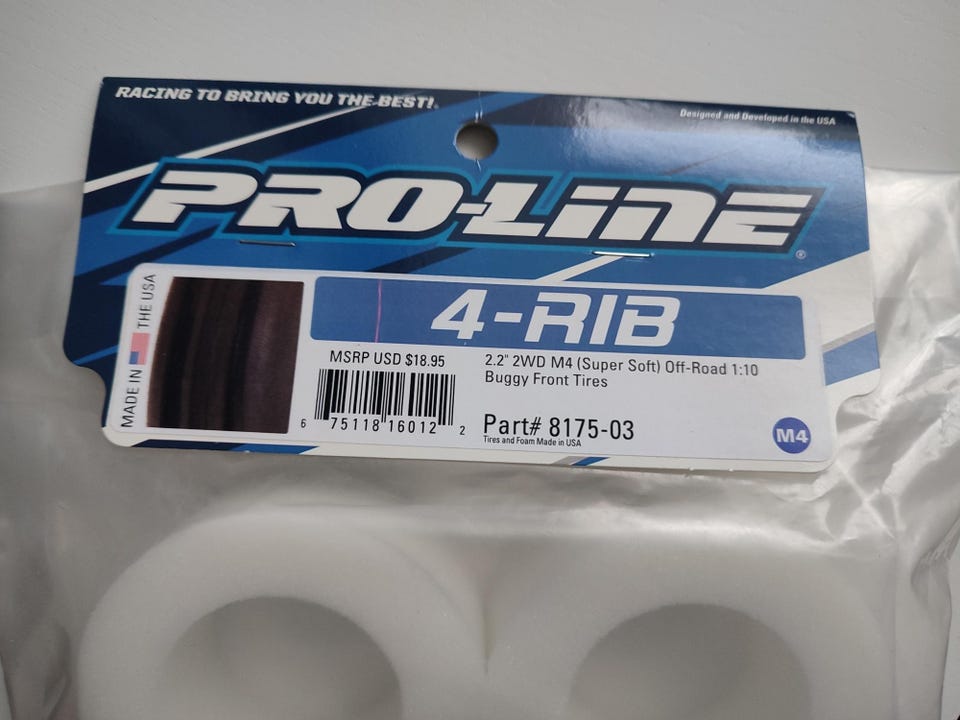 RACING TO BRING YOU THE BEST!
Designed and Developed in the USA
PRO-LINE®
MADE IN THE USA
4-RIB
MSRP USD $18.95
2.2" 2WD M4 (Super Soft) Off-Road 1:10
Buggy Front Tires
6 75118 16012 2
Part# 8175-03
Tires and Foam Made in USA
M4